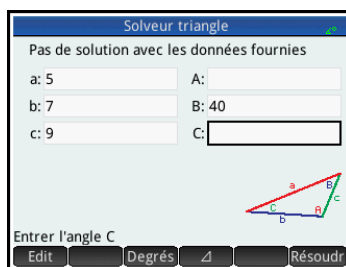 Solveur triangle
Pas de solution avec les données fournies
a: 5 A:
b: 7 B: 40
c: 9 C:
a B c C A b
Entrer l'angle C
Edit Degrés ⊿ Résoudr